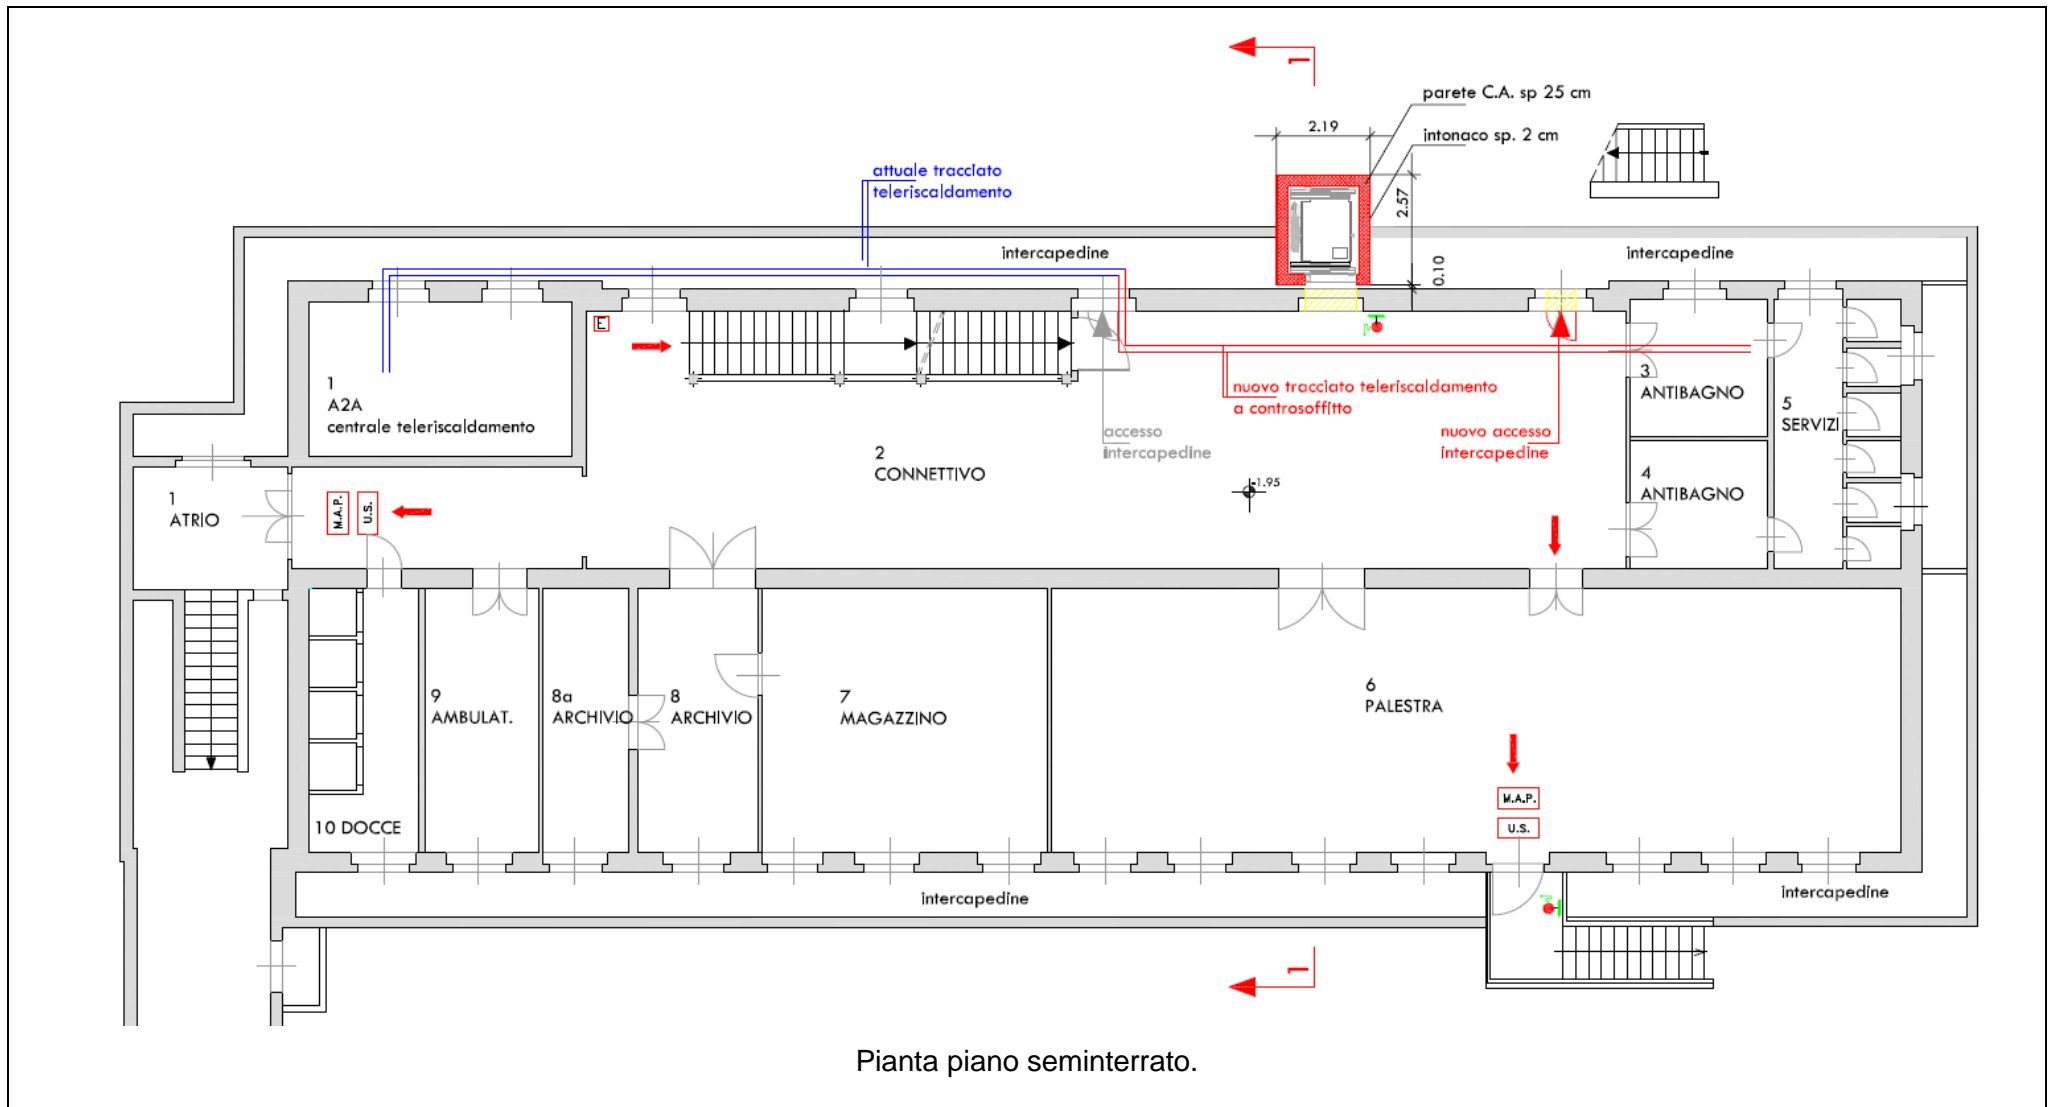 1
parete C.A. sp 25 cm
2.19
intonaco sp. 2 cm
attuale tracciato
teleriscaldamento
2.57
intercapedine
intercapedine
0.10
E
1
A2A
centrale teleriscaldamento
nuovo tracciato teleriscaldamento
a controsoffitto
3
ANTIBAGNO
5
SERVIZI
accesso
intercapedine
nuovo accesso
intercapedine
2
CONNETTIVO
4
ANTIBAGNO
-1.95
1
ATRIO
M.A.P.
U.S.
6
PALESTRA
9
AMBULAT.
8a
ARCHIVIO
8
ARCHIVIO
7
MAGAZZINO
M.A.P.
U.S.
10 DOCCE
intercapedine
intercapedine
1
Pianta piano seminterrato.